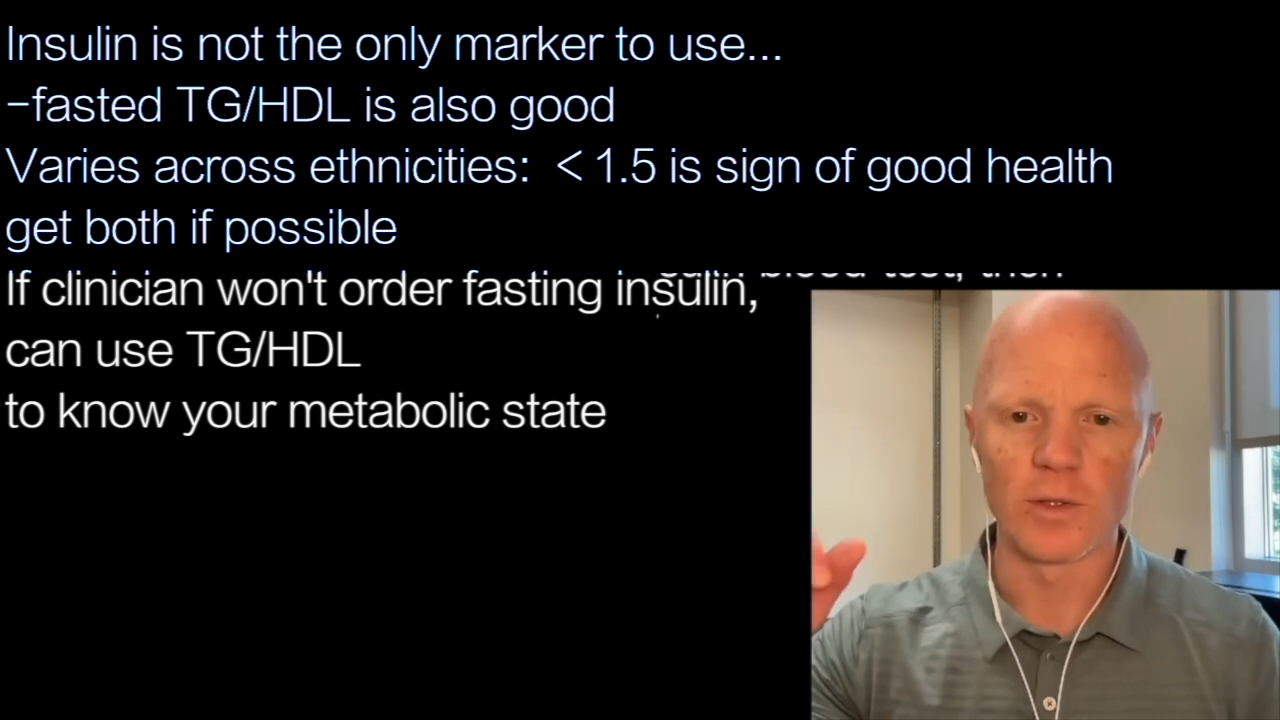 Insulin is not the only marker to use...
-fasted TG/HDL is also good
Varies across ethnicities:  < 1.5 is sign of good health
get both if possible
If clinician won't order fasting insulin,
can use TG/HDL
to know your metabolic state